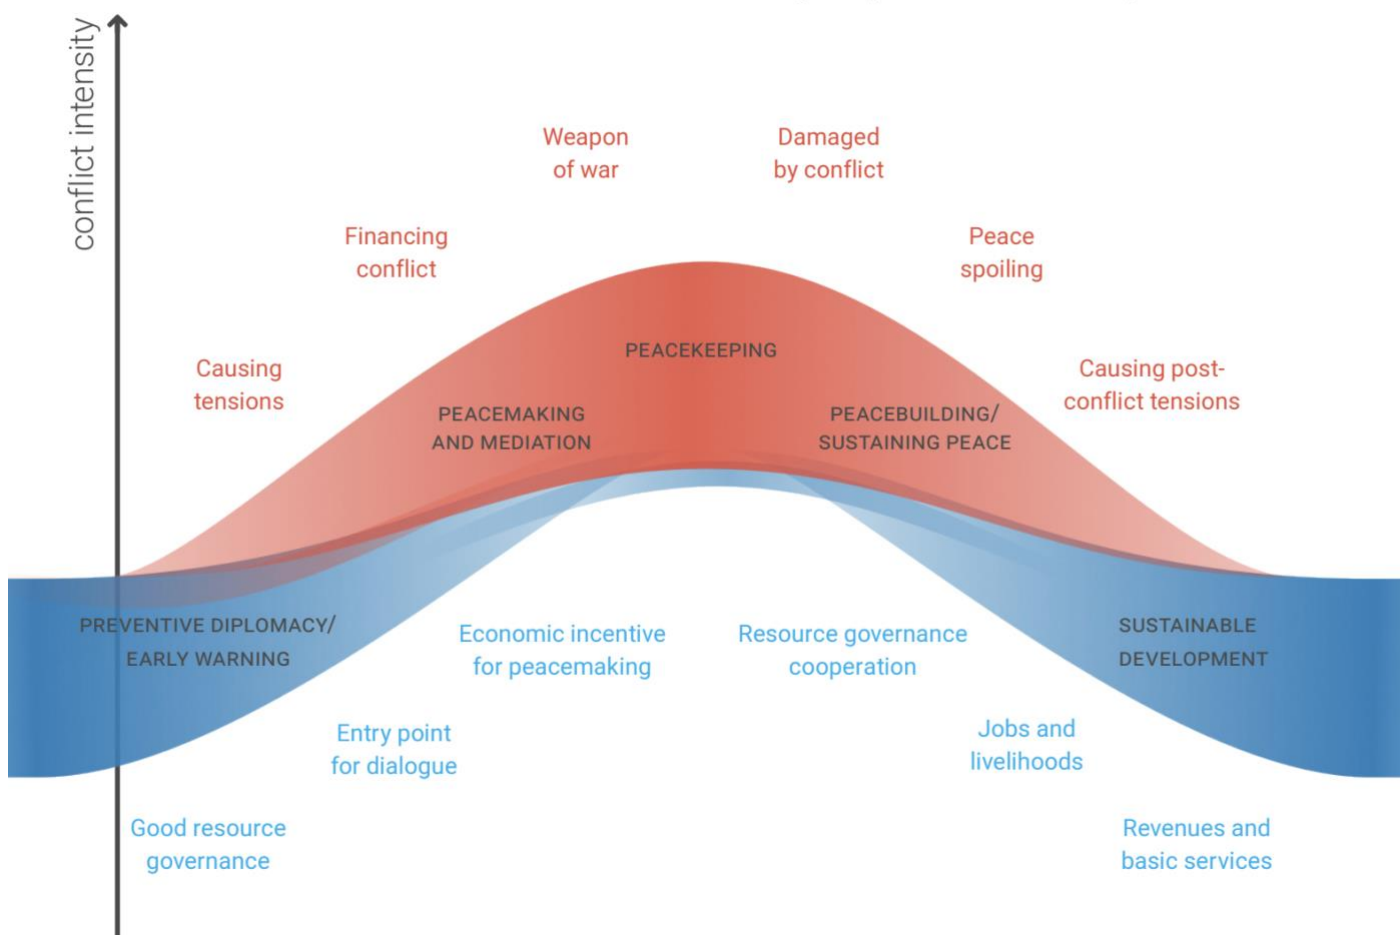 conflict intensity
Weapon
of war
Damaged
by conflict
Financing
conflict
Peace
spoiling
PEACEKEEPING
Causing
tensions
Causing post-
conflict tensions
PEACEMAKING
AND MEDIATION
PEACEBUILDING/
SUSTAINING PEACE
PREVENTIVE DIPLOMACY/
EARLY WARNING
Economic incentive
for peacemaking
Resource governance
cooperation
SUSTAINABLE
DEVELOPMENT
Entry point
for dialogue
Jobs and
livelihoods
Good resource
governance
Revenues and
basic services